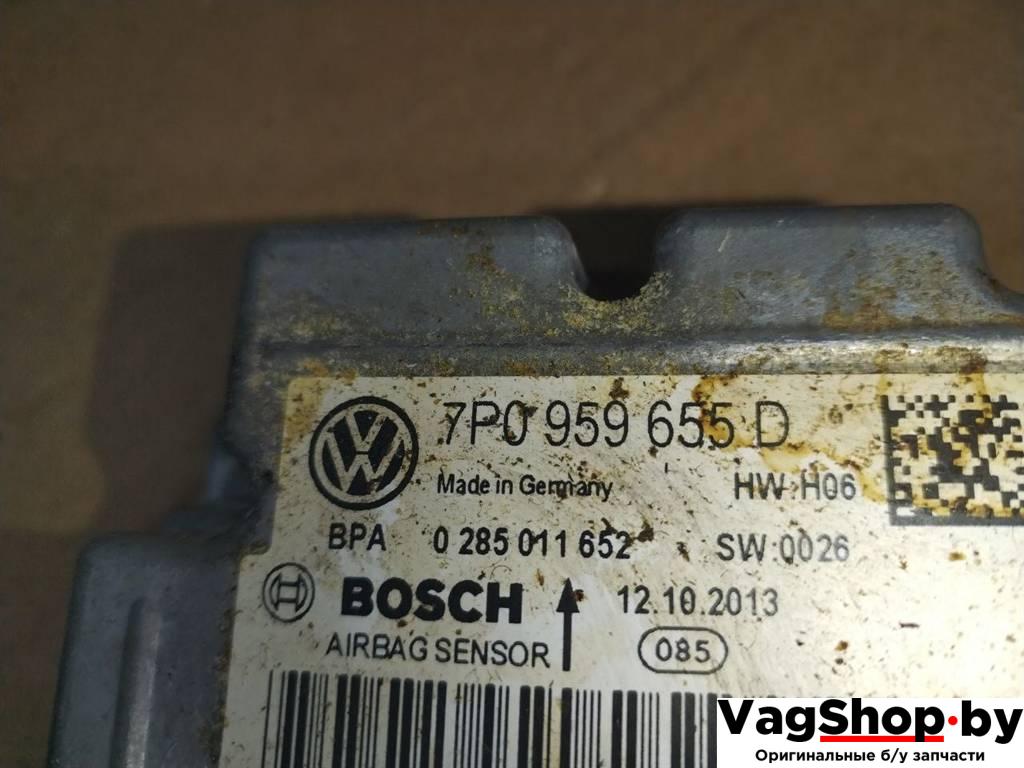 7P0 959 655 D
Made in Germany HW H06
BPA 0 285 011 652 SW 0026
BOSCH 12.10.2013
AIRBAG SENSOR 085
VagShop.by
Оригинальные б/у запчасти